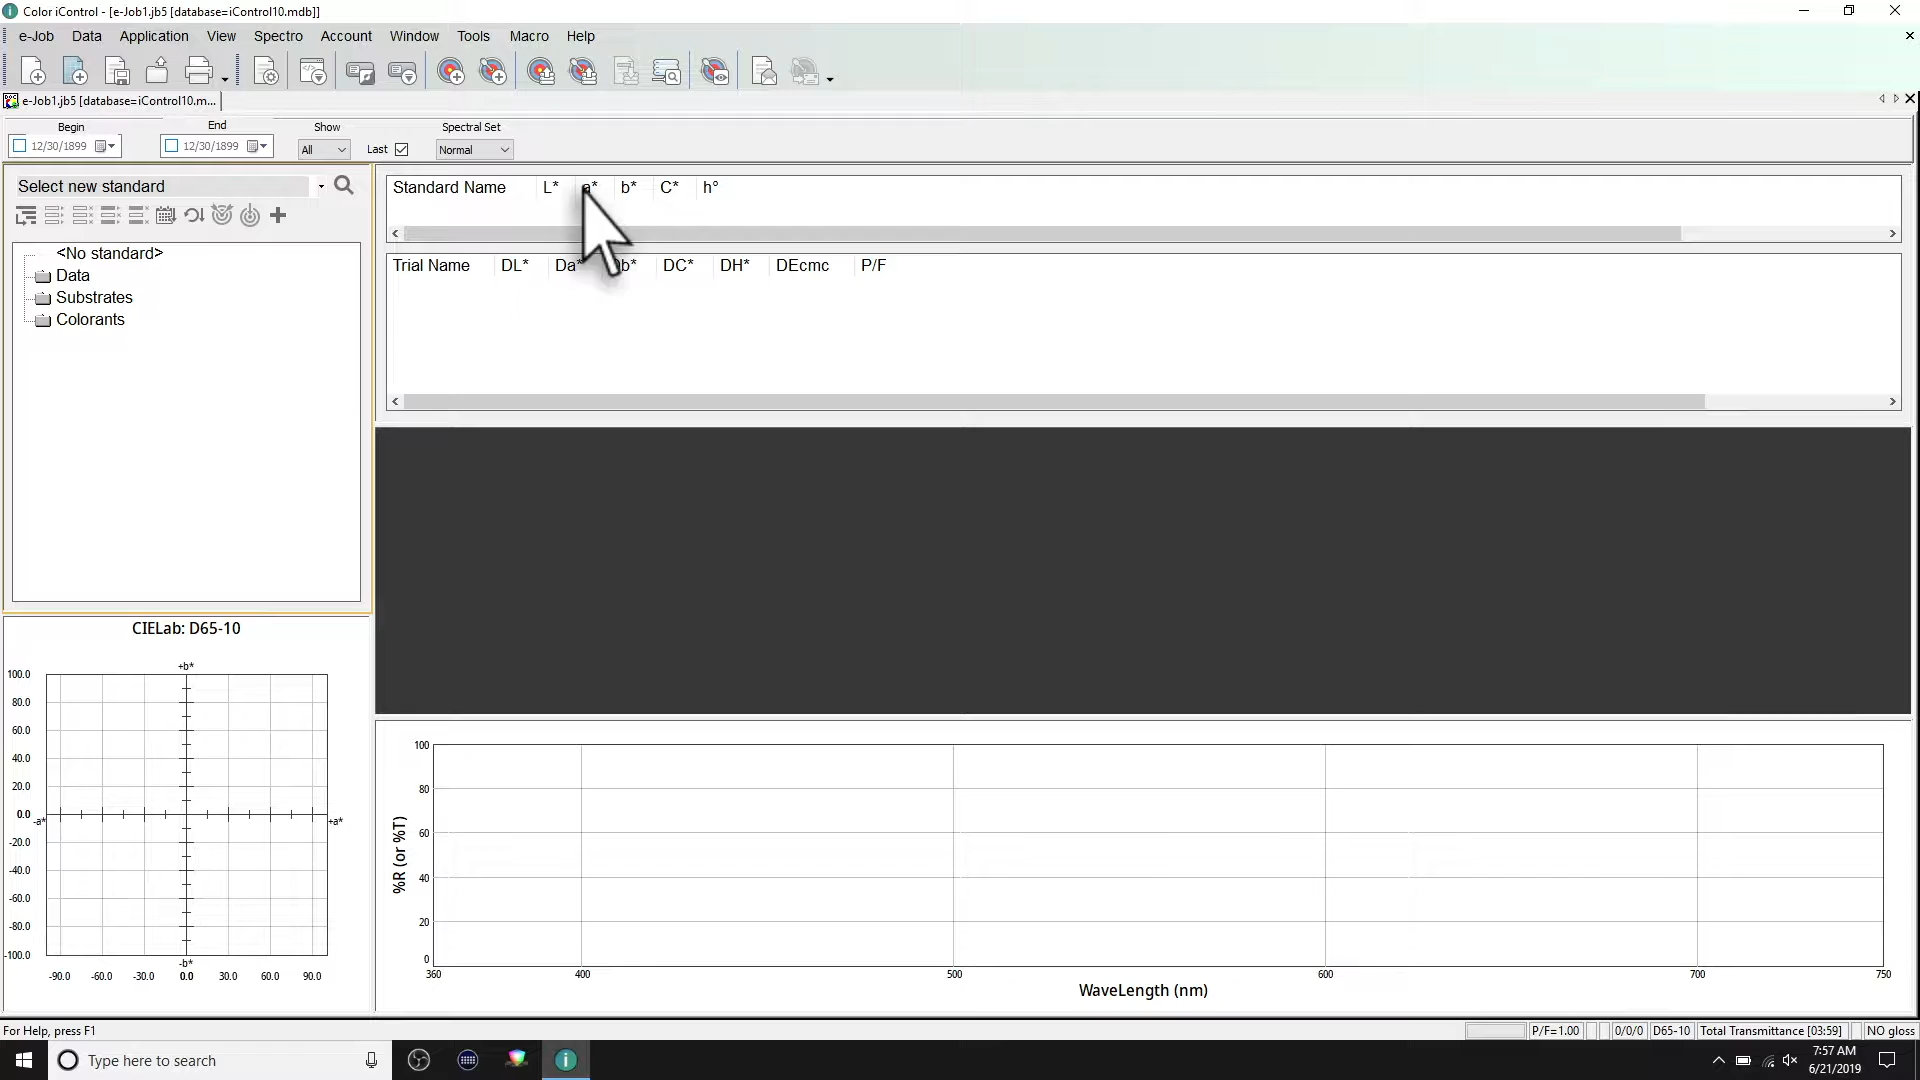 Color iControl - [e-Job1.jb5 [database=iControl10.mdb]]
e-Job Data Application View Spectro Account Window Tools Macro Help
e-Job1.jb5 [database=iControl10.m...
Begin End Show Spectral Set
12/30/1899 12/30/1899 All Last Normal
Select new standard
<No standard>
Data
Substrates
Colorants
Standard Name L* a* b* C* h°
Trial Name DL* Da* Db* DC* DH* DEcmc P/F
CIELab: D65-10
+b*
100.0
80.0
60.0
40.0
20.0
0.0
-a* +a*
-20.0
-40.0
-60.0
-80.0
-100.0
-b*
-90.0 -60.0 -30.0 0.0 30.0 60.0 90.0
100
80
60
40
20
0
%R (or %T)
360 400 500 600 700 750
WaveLength (nm)
For Help, press F1 P/F=1.00 0/0/0 D65-10 Total Transmittance [03:59] NO gloss
Type here to search
7:57 AM
6/21/2019